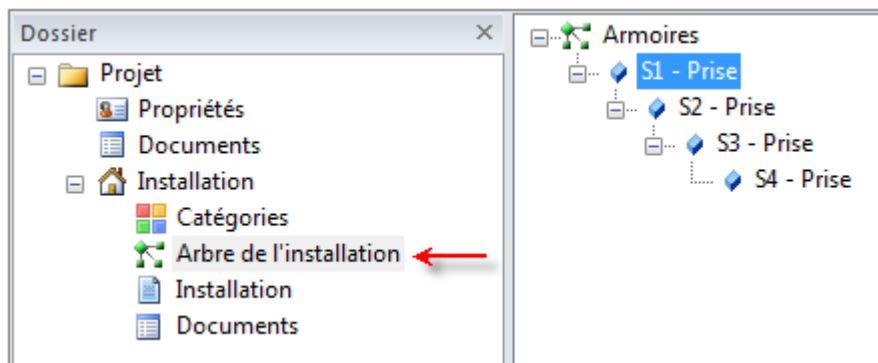 Dossier
Projet
Propriétés
Documents
Installation
Catégories
Arbre de l'installation
Installation
Documents
Armoires
S1 - Prise
S2 - Prise
S3 - Prise
S4 - Prise